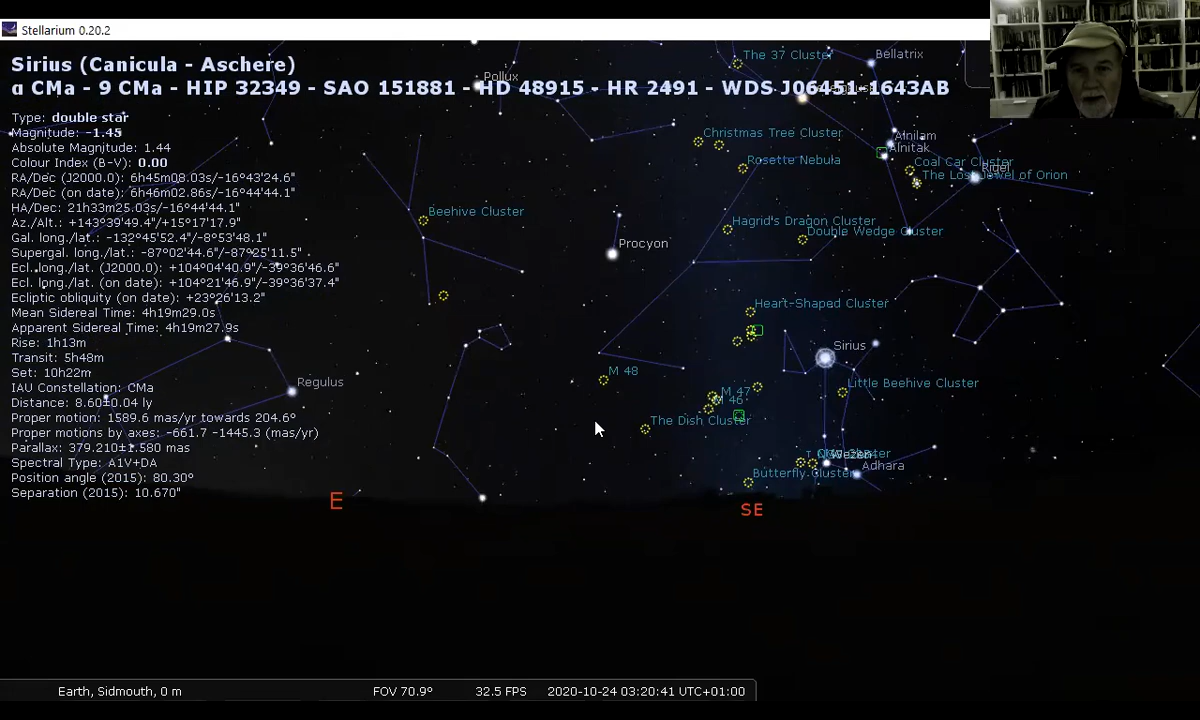 Stellarium 0.20.2
Sirius (Canicula - Aschere)
α CMa - 9 CMa - HIP 32349 - SAO 151881 - HD 48915 - HR 2491 - WDS J06451-1643AB
Type: double star
Magnitude: -1.45
Absolute Magnitude: 1.44
Colour Index (B-V): 0.00
RA/Dec (J2000.0): 6h45m08.03s/-16°43'24.6"
RA/Dec (on date): 6h46m02.86s/-16°44'44.1"
HA/Dec: 21h33m25.03s/-16°44'44.1"
Az./Alt.: +143°39'49.4"/+15°17'17.9"
Gal. long./lat.: -132°45'52.4"/-8°53'48.1"
Supergal. long./lat.: -87°02'44.6"/-87°25'11.5"
Ecl. long./lat. (J2000.0): +104°04'40.9"/-39°36'46.6"
Ecl. long./lat. (on date): +104°21'46.9"/-39°36'37.4"
Ecliptic obliquity (on date): +23°26'13.2"
Mean Sidereal Time: 4h19m29.0s
Apparent Sidereal Time: 4h19m27.9s
Rise: 1h13m
Transit: 5h48m
Set: 10h22m
IAU Constellation: CMa
Distance: 8.60±0.04 ly
Proper motion: 1589.6 mas/yr towards 204.6°
Proper motions by axes: -661.7 -1445.3 (mas/yr)
Parallax: 379.210±1.580 mas
Spectral Type: A1V+DA
Position angle (2015): 80.30°
Separation (2015): 10.670"
The 37 Cluster
Bellatrix
Pollux
Christmas Tree Cluster
Alnilam
Alnitak
Rosette Nebula
Coal Car Cluster
Rigel
The Lost Jewel of Orion
Beehive Cluster
Hagrid's Dragon Cluster
Double Wedge Cluster
Procyon
Heart-Shaped Cluster
Sirius
M 48
Regulus
Little Beehive Cluster
M 47
M 46
The Dish Cluster
Wezen
Adhara
Butterfly Cluster
E
SE
Earth, Sidmouth, 0 m
FOV 70.9°
32.5 FPS
2020-10-24 03:20:41 UTC+01:00